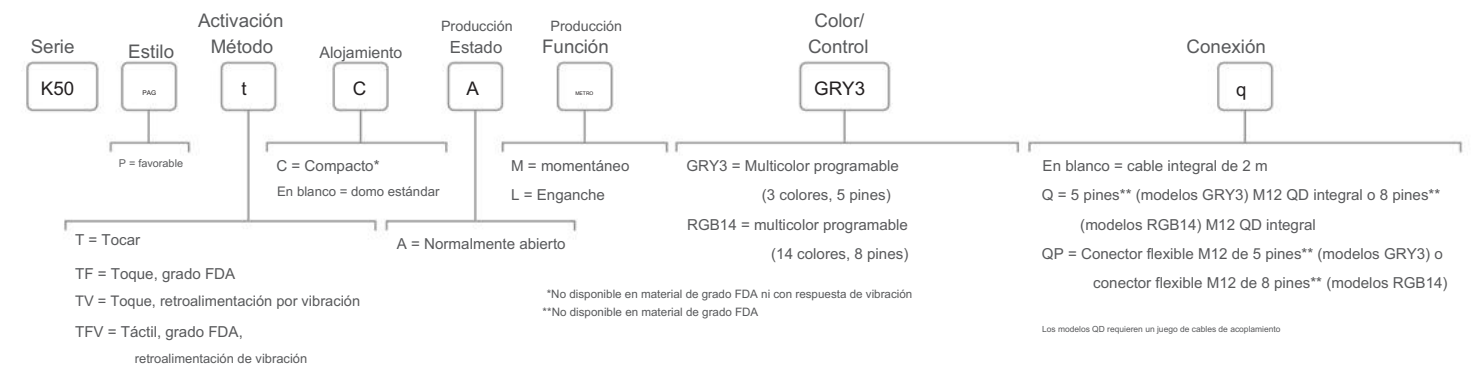 Serie
Estilo
Activación
Método
Alojamiento
Producción
Estado
Producción
Función
Color/
Control
Conexión
K50
PAG
t
C
A
METRO
GRY3
q
P = favorable
T = Tocar
TF = Toque, grado FDA
TV = Toque, retroalimentación por vibración
TFV = Táctil, grado FDA,
retroalimentación de vibración
C = Compacto*
En blanco = domo estándar
A = Normalmente abierto
M = momentáneo
L = Enganche
GRY3 = Multicolor programable
(3 colores, 5 pines)
RGB14 = multicolor programable
(14 colores, 8 pines)
*No disponible en material de grado FDA ni con respuesta de vibración
**No disponible en material de grado FDA
En blanco = cable integral de 2 m
Q = 5 pines** (modelos GRY3) M12 QD integral o 8 pines**
(modelos RGB14) M12 QD integral
QP = Conector flexible M12 de 5 pines** (modelos GRY3) o
conector flexible M12 de 8 pines** (modelos RGB14)
Los modelos QD requieren un juego de cables de acoplamiento